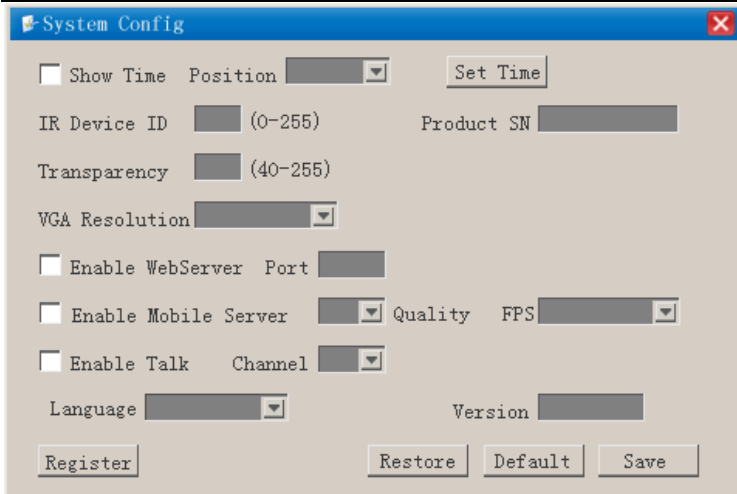 System Config
Show Time Position Set Time
IR Device ID (0-255) Product SN
Transparency (40-255)
VGA Resolution
Enable WebServer Port
Enable Mobile Server Quality FPS
Enable Talk Channel
Language Version
Register Restore Default Save